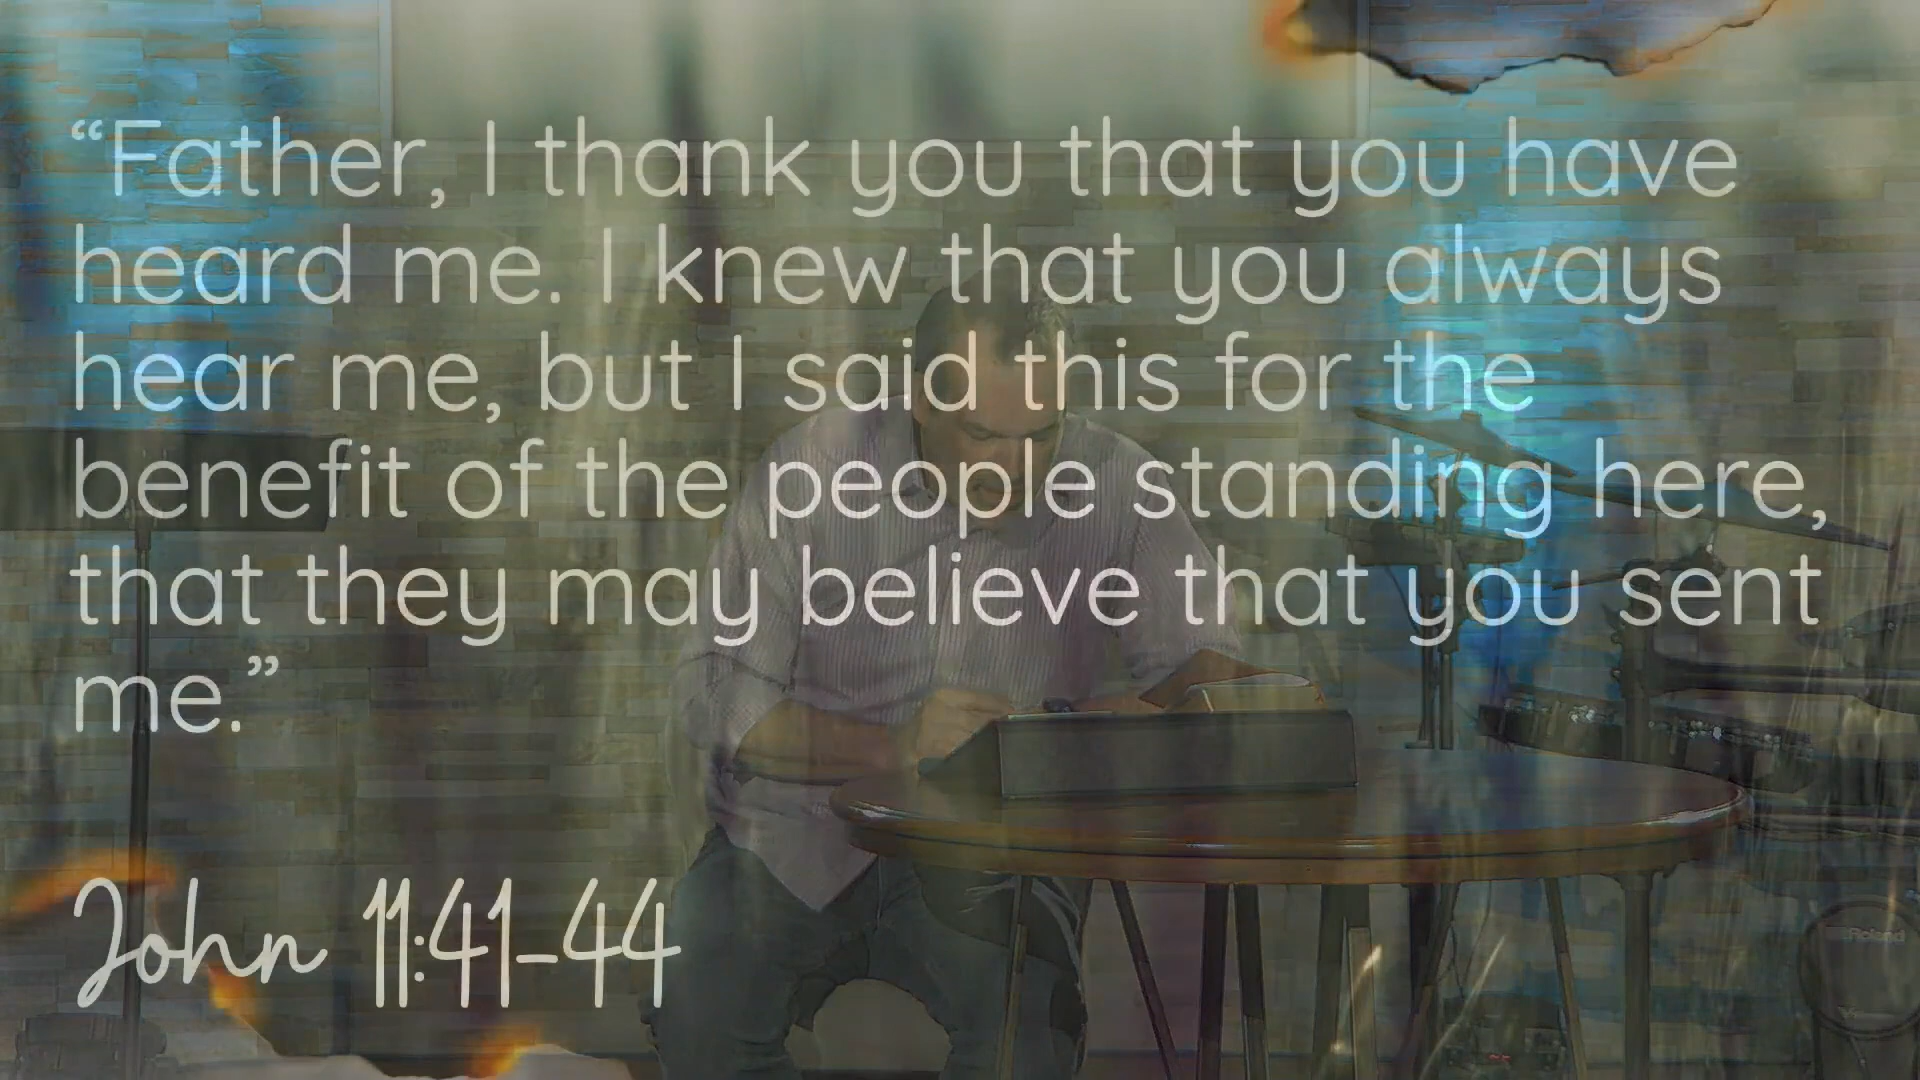 “Father, I thank you that you have
heard me. I knew that you always
hear me, but I said this for the
benefit of the people standing here,
that they may believe that you sent
me.”
John 11:41-44
Roland